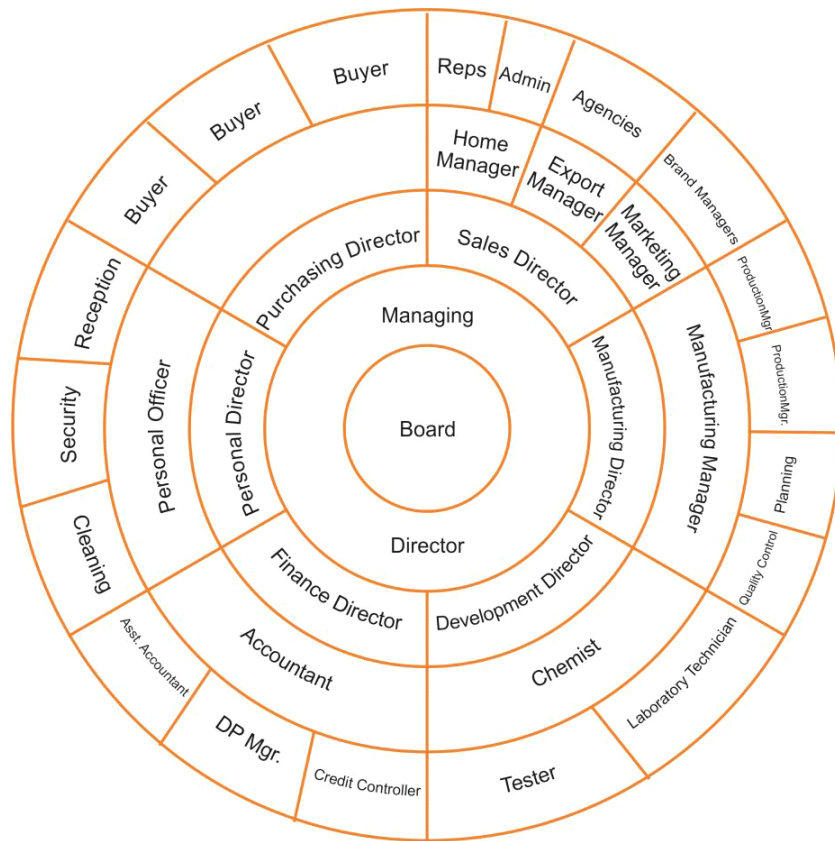 Board
Managing
Director
Purchasing Director
Sales Director
Manufacturing Director
Development Director
Finance Director
Personal Director
Home
Manager
Export
Manager
Marketing
Manager
Manufacturing Manager
Chemist
Accountant
Personal Officer
Reps
Admin
Agencies
Brand Managers
ProductionMgr.
ProductionMgr.
Planning
Quality Control
Laboratory Technician
Tester
Credit Controller
DP Mgr.
Asst. Accountant
Cleaning
Security
Reception
Buyer
Buyer
Buyer